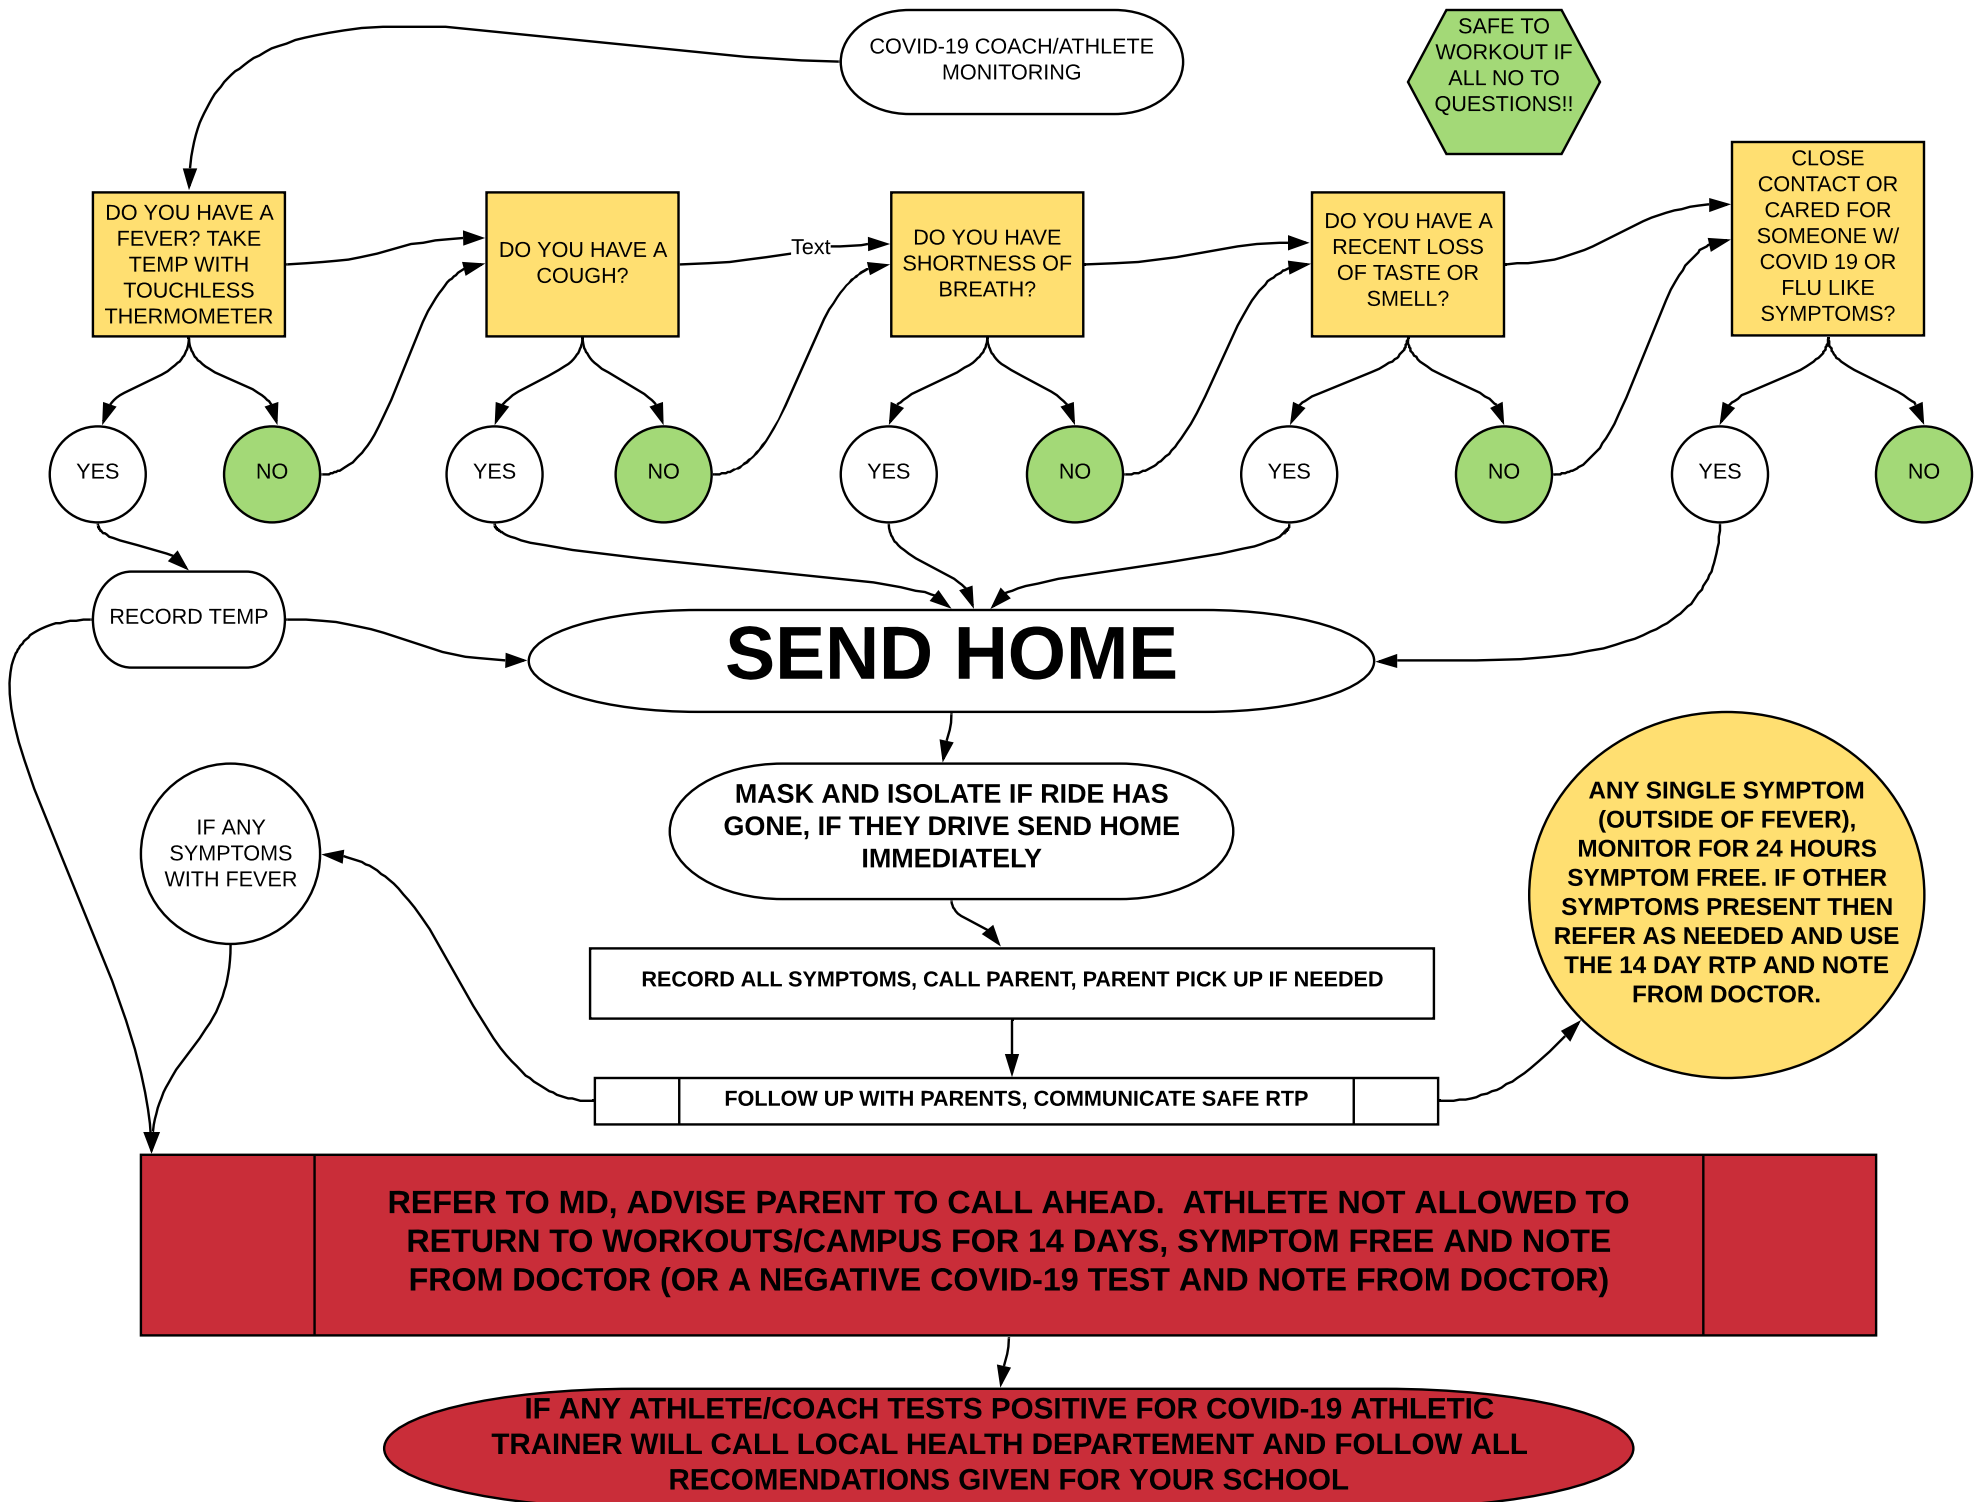 COVID-19 COACH/ATHLETE
MONITORING
SAFE TO
WORKOUT IF
ALL NO TO
QUESTIONS!!
DO YOU HAVE A
FEVER? TAKE
TEMP WITH
TOUCHLESS
THERMOMETER
DO YOU HAVE A
COUGH?
Text
DO YOU HAVE
SHORTNESS OF
BREATH?
DO YOU HAVE A
RECENT LOSS
OF TASTE OR
SMELL?
CLOSE
CONTACT OR
CARED FOR
SOMEONE W/
COVID 19 OR
FLU LIKE
SYMPTOMS?
YES
NO
YES
NO
YES
NO
YES
NO
YES
NO
RECORD TEMP
SEND HOME
MASK AND ISOLATE IF RIDE HAS
GONE, IF THEY DRIVE SEND HOME
IMMEDIATELY
IF ANY
SYMPTOMS
WITH FEVER
ANY SINGLE SYMPTOM
(OUTSIDE OF FEVER),
MONITOR FOR 24 HOURS
SYMPTOM FREE. IF OTHER
SYMPTOMS PRESENT THEN
REFER AS NEEDED AND USE
THE 14 DAY RTP AND NOTE
FROM DOCTOR.
RECORD ALL SYMPTOMS, CALL PARENT, PARENT PICK UP IF NEEDED
FOLLOW UP WITH PARENTS, COMMUNICATE SAFE RTP
REFER TO MD, ADVISE PARENT TO CALL AHEAD.  ATHLETE NOT ALLOWED TO
RETURN TO WORKOUTS/CAMPUS FOR 14 DAYS, SYMPTOM FREE AND NOTE
FROM DOCTOR (OR A NEGATIVE COVID-19 TEST AND NOTE FROM DOCTOR)
IF ANY ATHLETE/COACH TESTS POSITIVE FOR COVID-19 ATHLETIC
TRAINER WILL CALL LOCAL HEALTH DEPARTEMENT AND FOLLOW ALL
RECOMENDATIONS GIVEN FOR YOUR SCHOOL